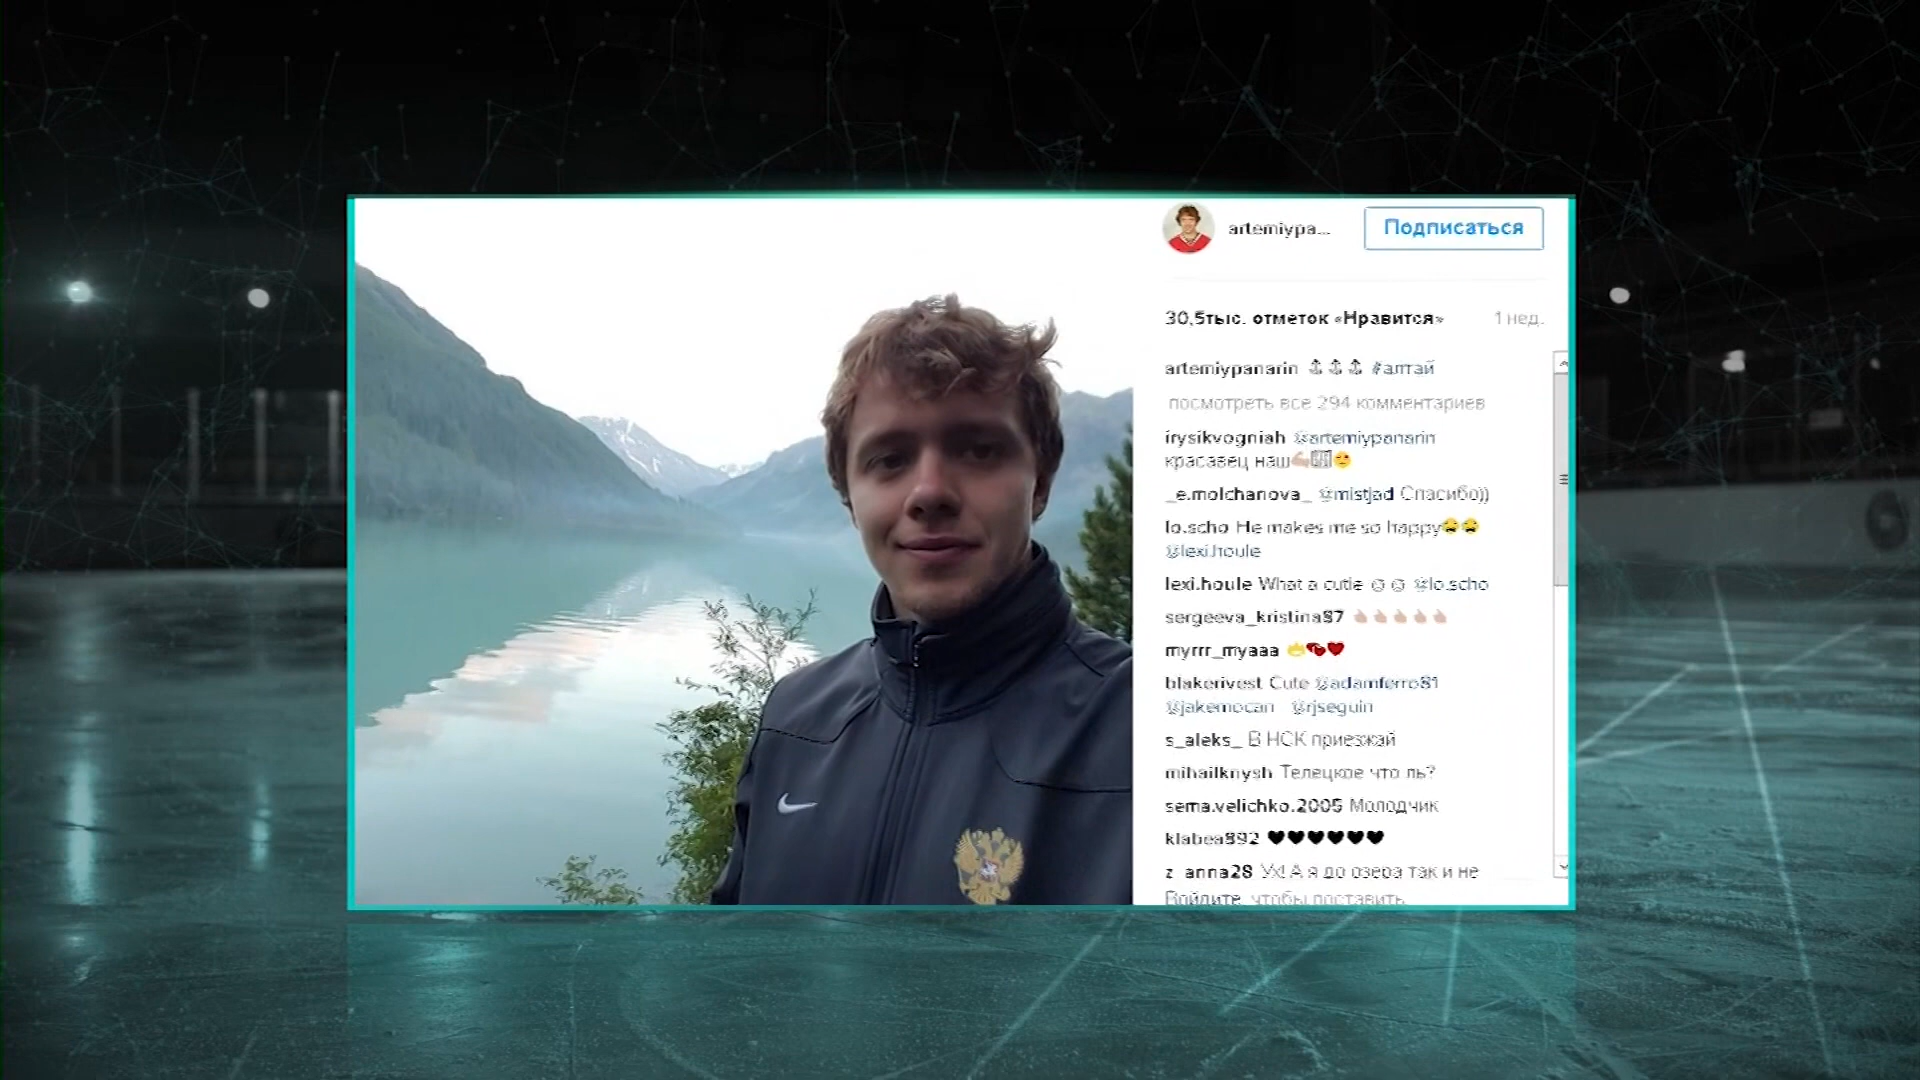 artemiypa...
Подписаться
30,5тыс. отметок «Нравится»
1 нед.
artemiypanarin ⚓⚓⚓ #алтай
посмотреть все 294 комментариев
irysikvogniah @artemiypanarin
красавец наш
_e.molchanova_ @mistjad Спасибо))
lo.scho He makes me so happy
@lexi.houle
lexi.houle What a cutie ☺☺ @lo.scho
sergeeva_kristina87
myrrr_myaaa
blakerivest Cute @adamferro81
@jakemocan @rjseguin
s_aleks_ В НСК приезжай
mihailknysh Телецкое что ль?
sema.velichko.2005 Молодчик
klabea892 ♥♥♥♥♥♥
z_anna28 Ух! А я до озера так и не
Войдите, чтобы поставить